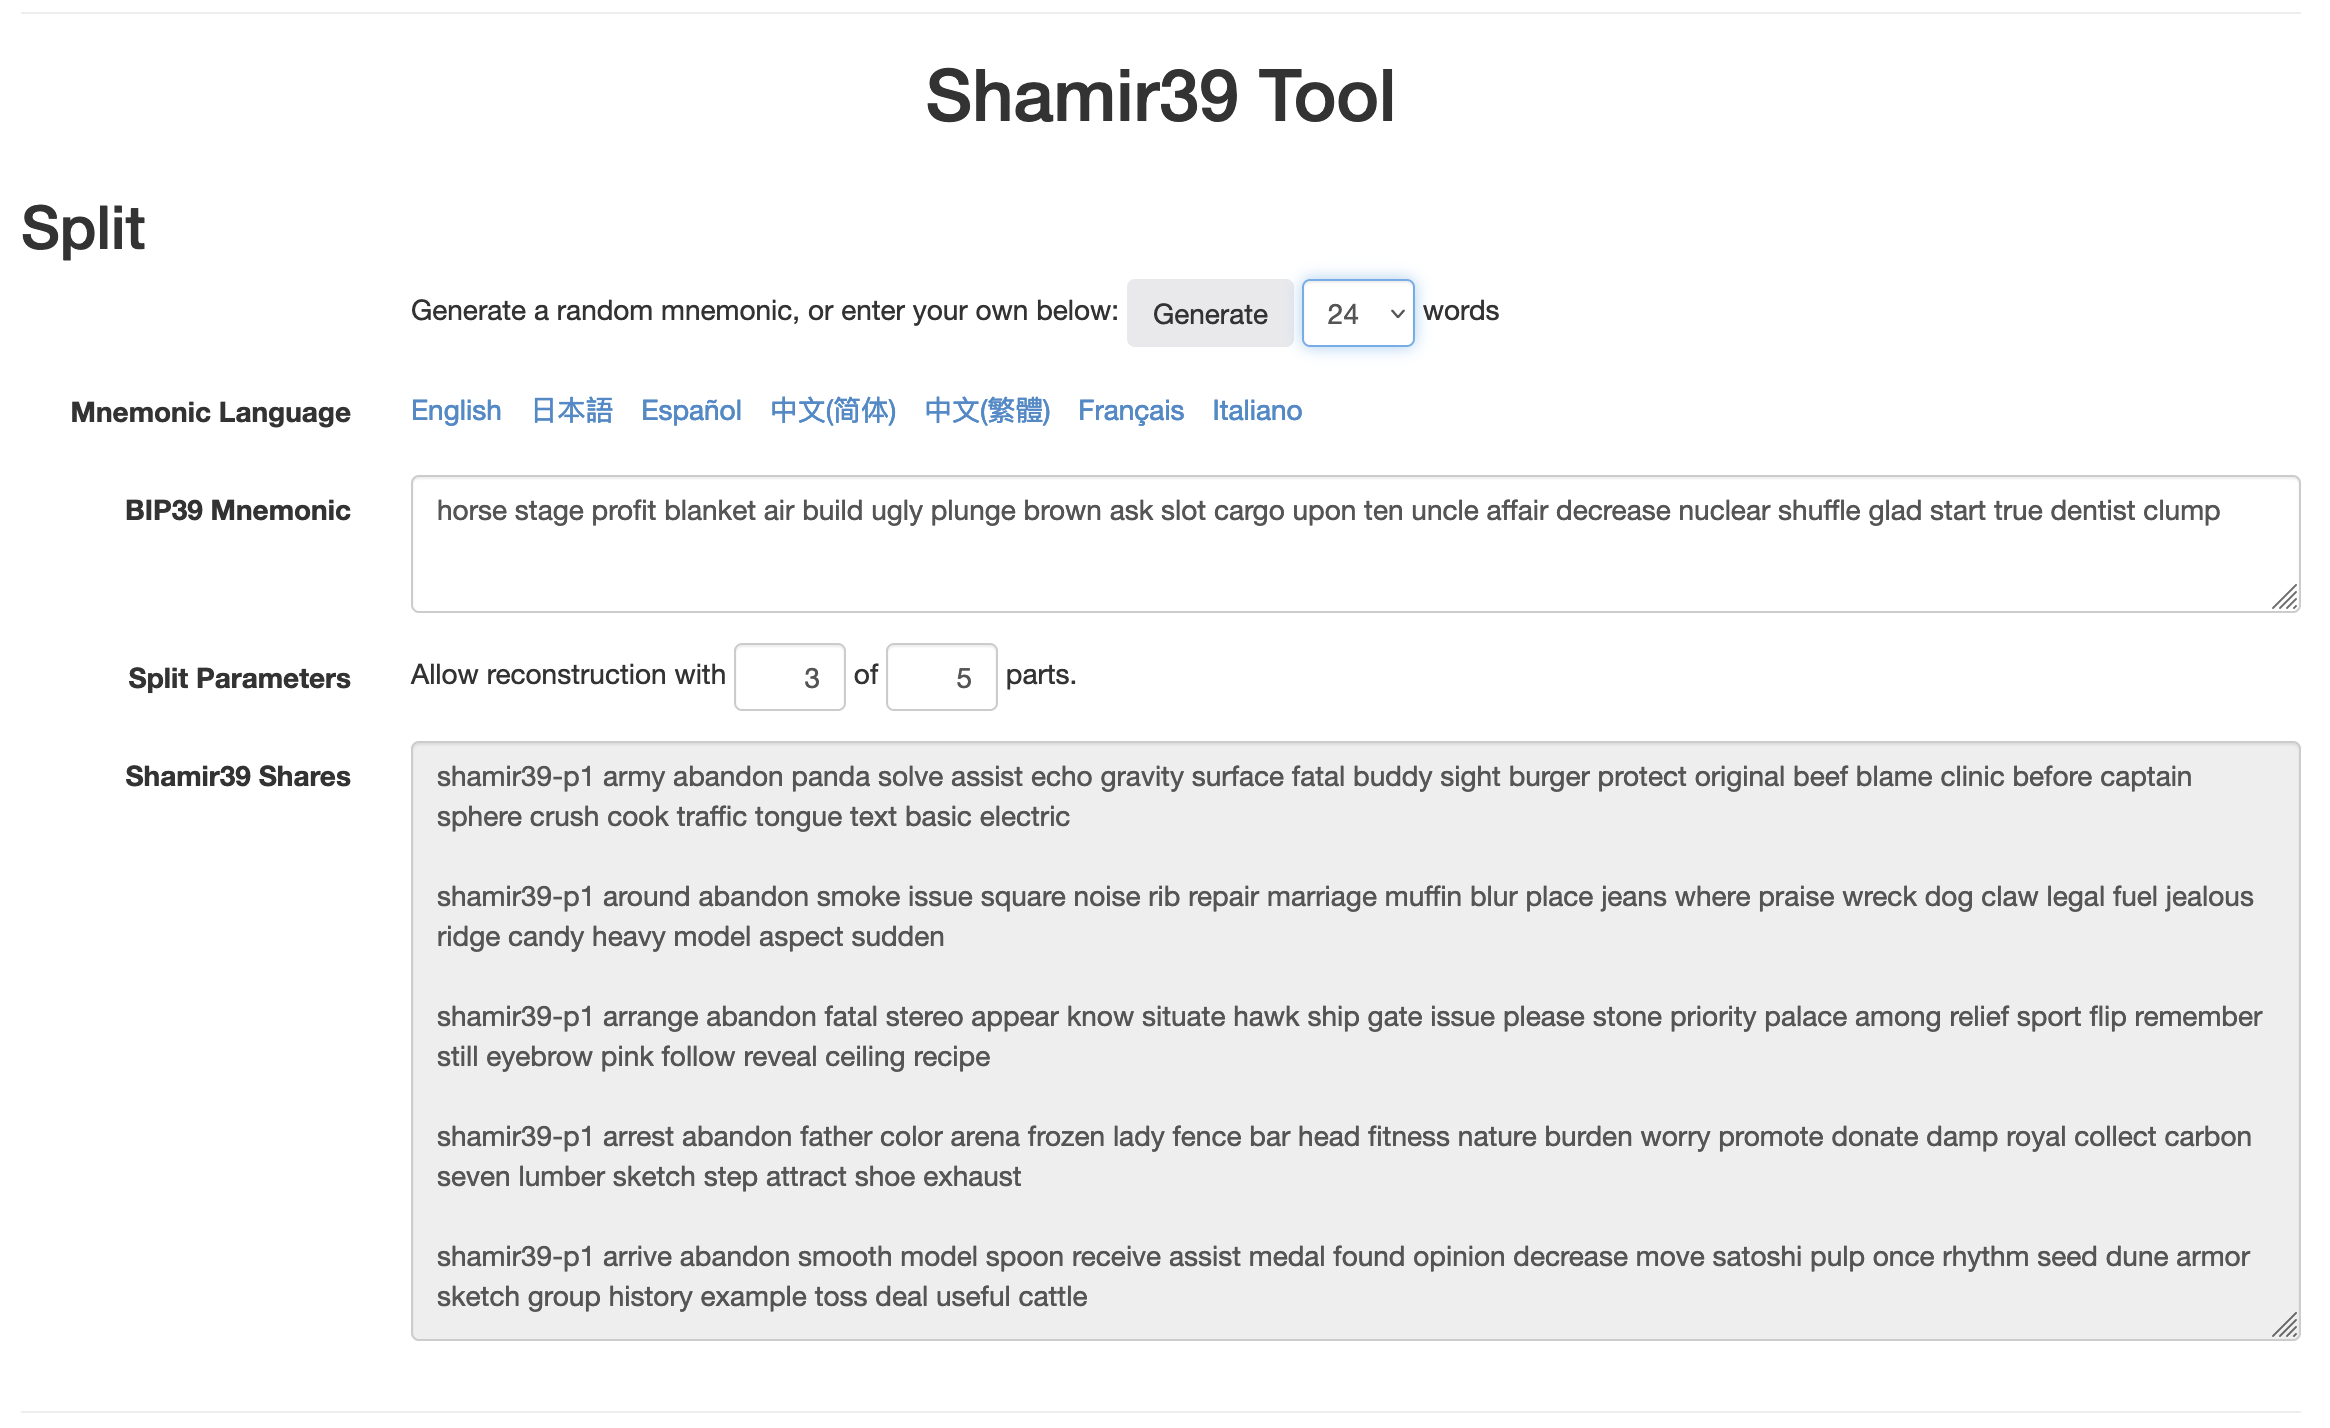 Shamir39 Tool
Split
Generate a random mnemonic, or enter your own below: Generate 24 words
Mnemonic Language English 日本語 Español 中文(简体) 中文(繁體) Français Italiano
BIP39 Mnemonic horse stage profit blanket air build ugly plunge brown ask slot cargo upon ten uncle affair decrease nuclear shuffle glad start true dentist clump
Split Parameters Allow reconstruction with 3 of 5 parts.
Shamir39 Shares shamir39-p1 army abandon panda solve assist echo gravity surface fatal buddy sight burger protect original beef blame clinic before captain
sphere crush cook traffic tongue text basic electric
shamir39-p1 around abandon smoke issue square noise rib repair marriage muffin blur place jeans where praise wreck dog claw legal fuel jealous
ridge candy heavy model aspect sudden
shamir39-p1 arrange abandon fatal stereo appear know situate hawk ship gate issue please stone priority palace among relief sport flip remember
still eyebrow pink follow reveal ceiling recipe
shamir39-p1 arrest abandon father color arena frozen lady fence bar head fitness nature burden worry promote donate damp royal collect carbon
seven lumber sketch step attract shoe exhaust
shamir39-p1 arrive abandon smooth model spoon receive assist medal found opinion decrease move satoshi pulp once rhythm seed dune armor
sketch group history example toss deal useful cattle